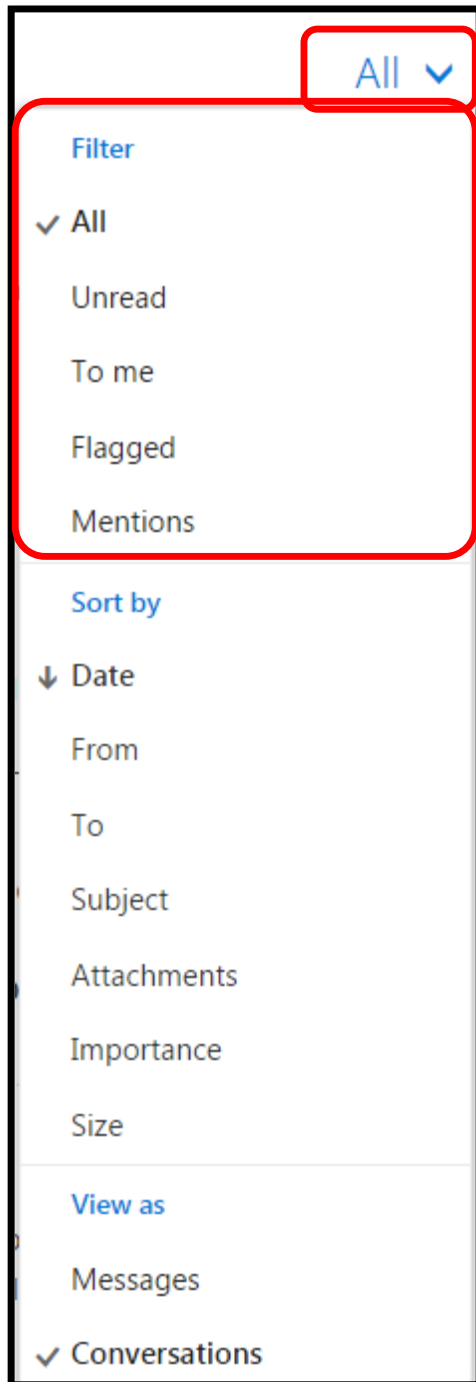 All
Filter
All
Unread
To me
Flagged
Mentions
Sort by
Date
From
To
Subject
Attachments
Importance
Size
View as
Messages
Conversations